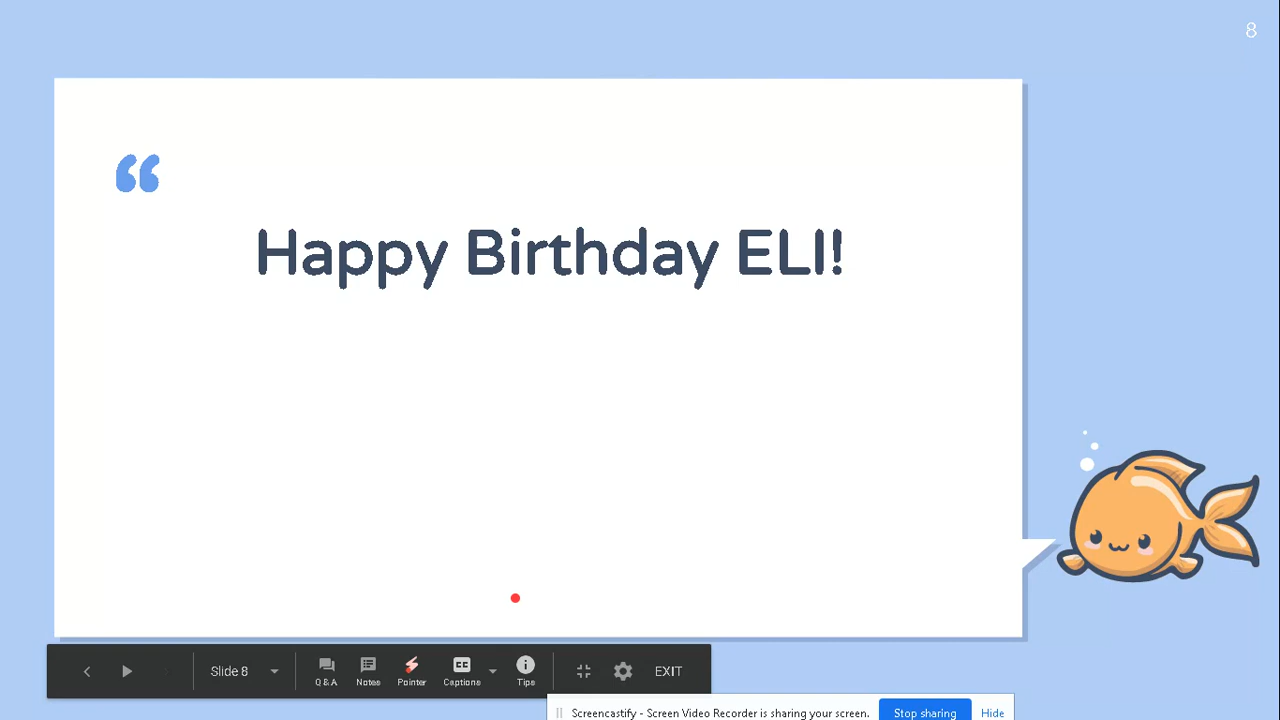 8
“
Happy Birthday ELI!
Slide 8
Q & A
Notes
Pointer
CC
Captions
Tips
EXIT
Screencastify - Screen Video Recorder is sharing your screen.
Stop sharing
Hide